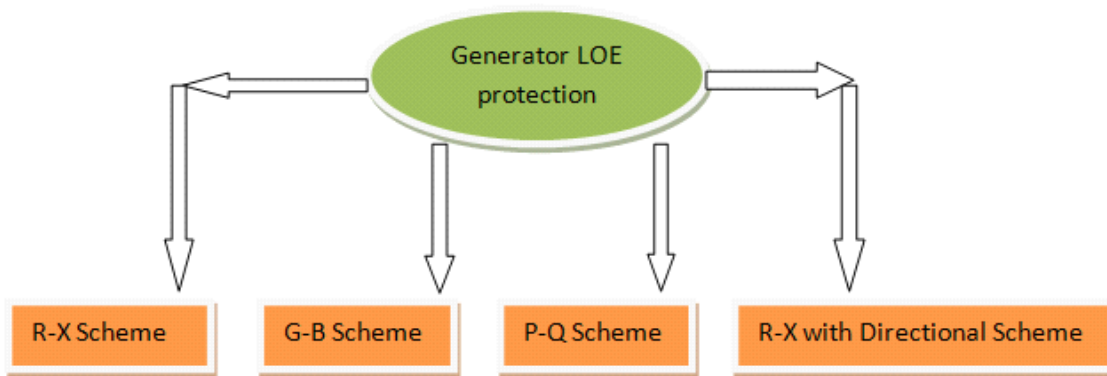 Generator LOE
protection
R-X Scheme
G-B Scheme
P-Q Scheme
R-X with Directional Scheme